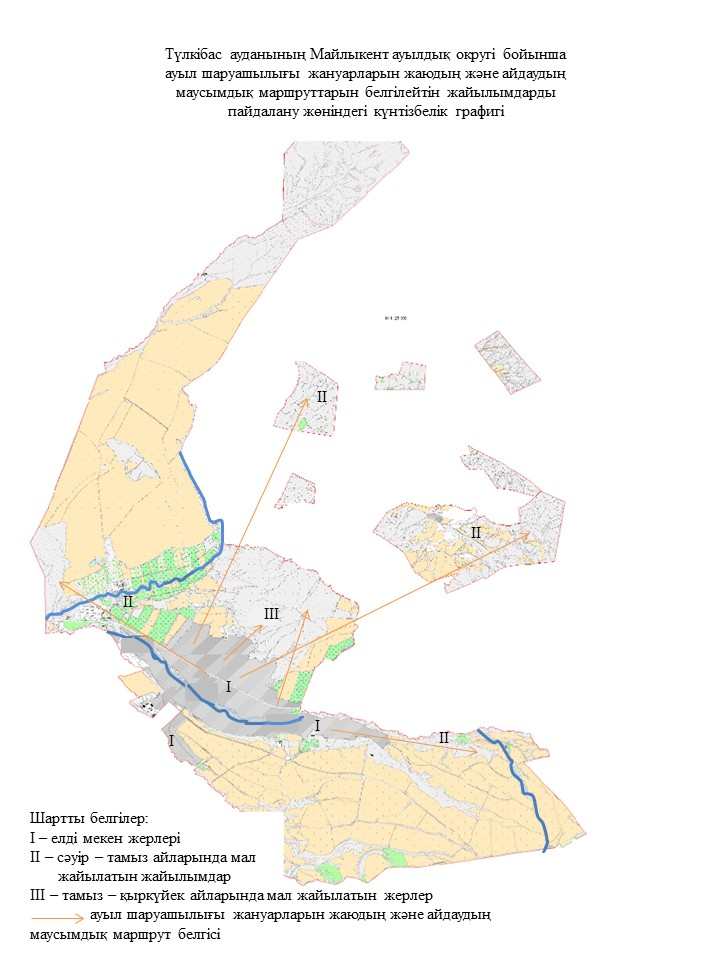 Түлкібас ауданының Майлыкент ауылдық округі бойынша
ауыл шаруашылығы жануарларын жаюдың және айдаудың
маусымдық маршруттарын белгілейтін жайылымдарды
пайдалану жөніндегі күнтізбелік графигі
II
II
II
III
I
I
II
I
Шартты белгілер:
I – елді мекен жерлері
II – сәуір – тамыз айларында мал
жайылатын жайылымдар
III – тамыз – қыркүйек айларында мал жайылатын жерлер
ауыл шаруашылығы жануарларын жаюдың және айдаудың
маусымдық маршрут белгісі